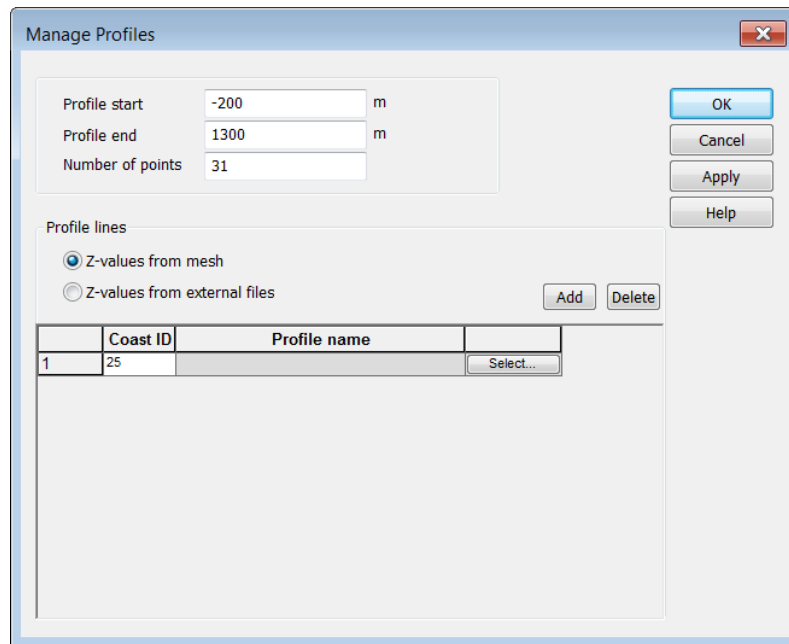 Manage Profiles
Profile start -200 m
Profile end 1300 m
Number of points 31
OK
Cancel
Apply
Help
Profile lines
Z-values from mesh
Z-values from external files
Add Delete
Coast ID Profile name
1 25 Select...